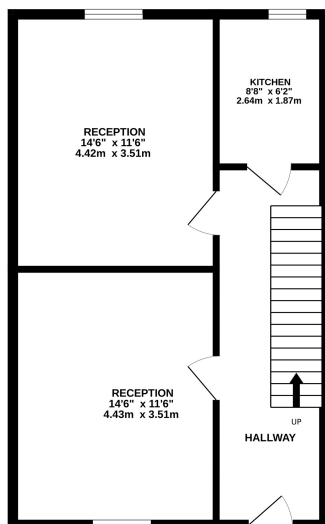 KITCHEN
8'8" x 6'2"
2.64m x 1.87m
RECEPTION
14'6" x 11'6"
4.42m x 3.51m
RECEPTION
14'6" x 11'6"
4.43m x 3.51m
UP
HALLWAY